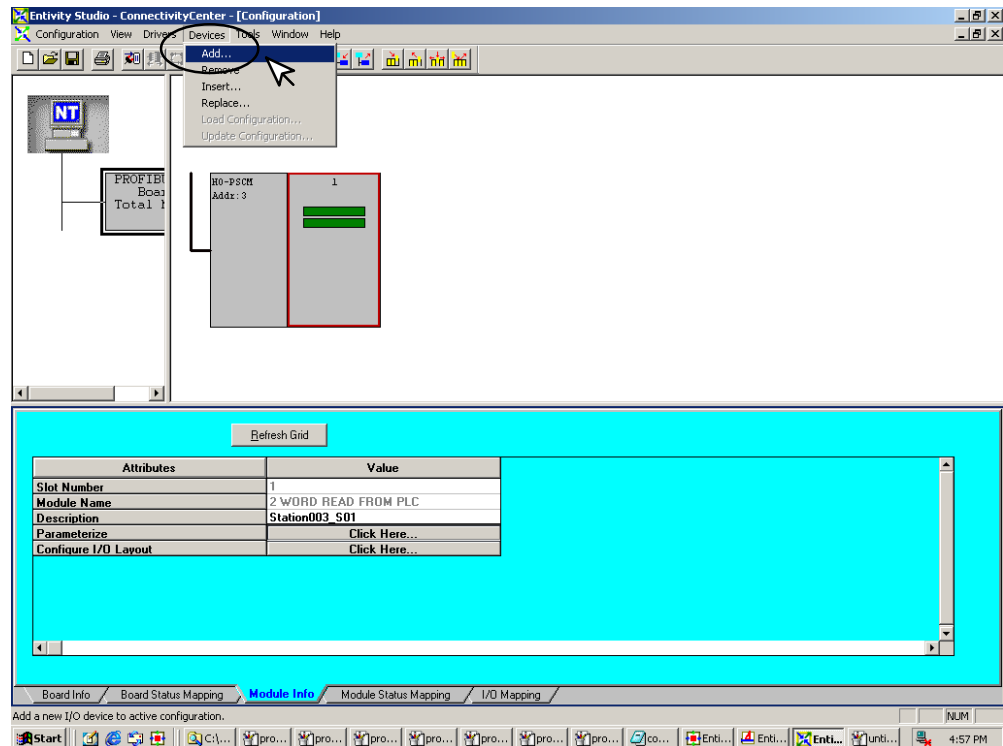 Entivity Studio - ConnectivityCenter - [Configuration]
Configuration View Drivers Devices Tools Window Help
Add...
Remove
Insert...
Replace...
Load Configuration...
Update Configuration...
NT
PROFIBU
Boar
Total
H0-PSCM
Addr:3
1
Refresh Grid
Attributes Value
Slot Number 1
Module Name 2 WORD READ FROM PLC
Description Station003_S01
Parameterize Click Here...
Configure I/O Layout Click Here...
Board Info Board Status Mapping Module Info Module Status Mapping I/O Mapping
Add a new I/O device to active configuration. NUM
Start C:\... pro... pro... pro... pro... pro... pro... pro... co... Enti... Enti... Enti... unti... 4:57 PM